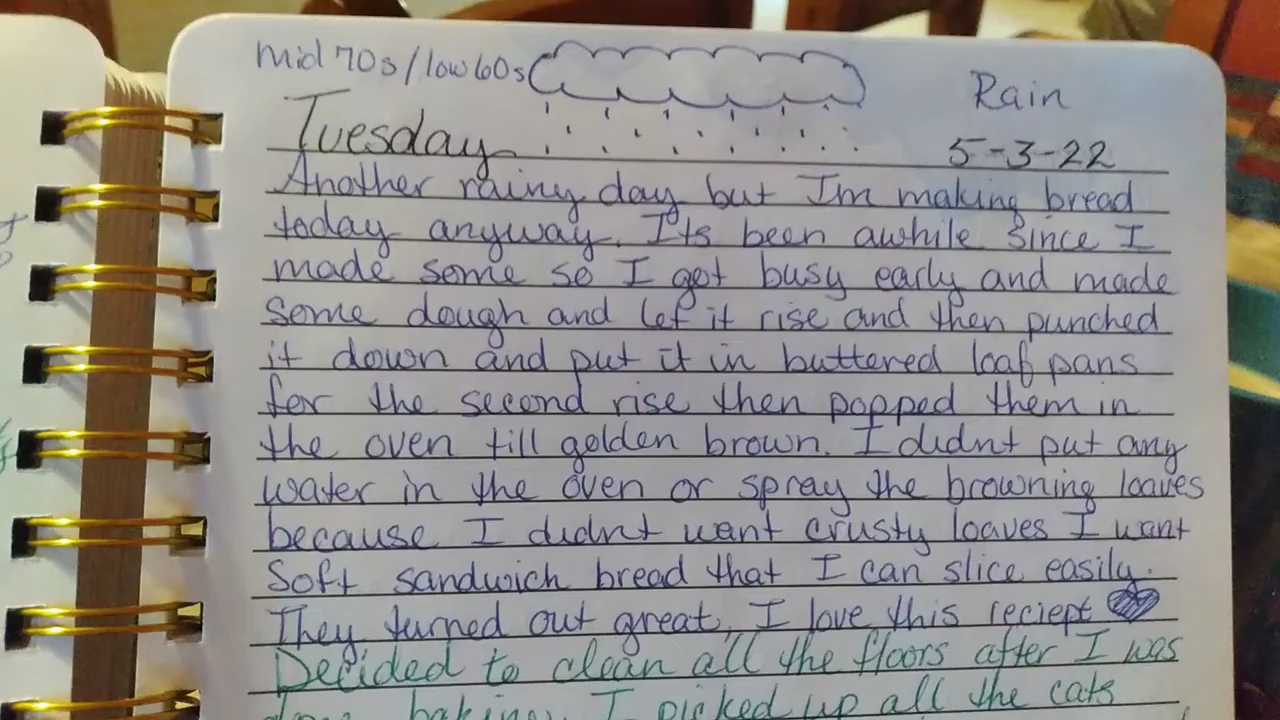 mid 70s/low 60s
Rain
Tuesday
5-3-22
Another rainy day but Im making bread
today anyway. Its been awhile since I
made some so I got busy early and made
some dough and let it rise and then punched
it down and put it in buttered loaf pans
for the second rise then popped them in
the oven till golden brown. I didnt put any
water in the oven or spray the browning loaves
because I didnt want crusty loaves I want
soft sandwich bread that I can slice easily.
They turned out great, I love this reciept
Decided to clean all the floors after I was
baking. I picked up all the cats